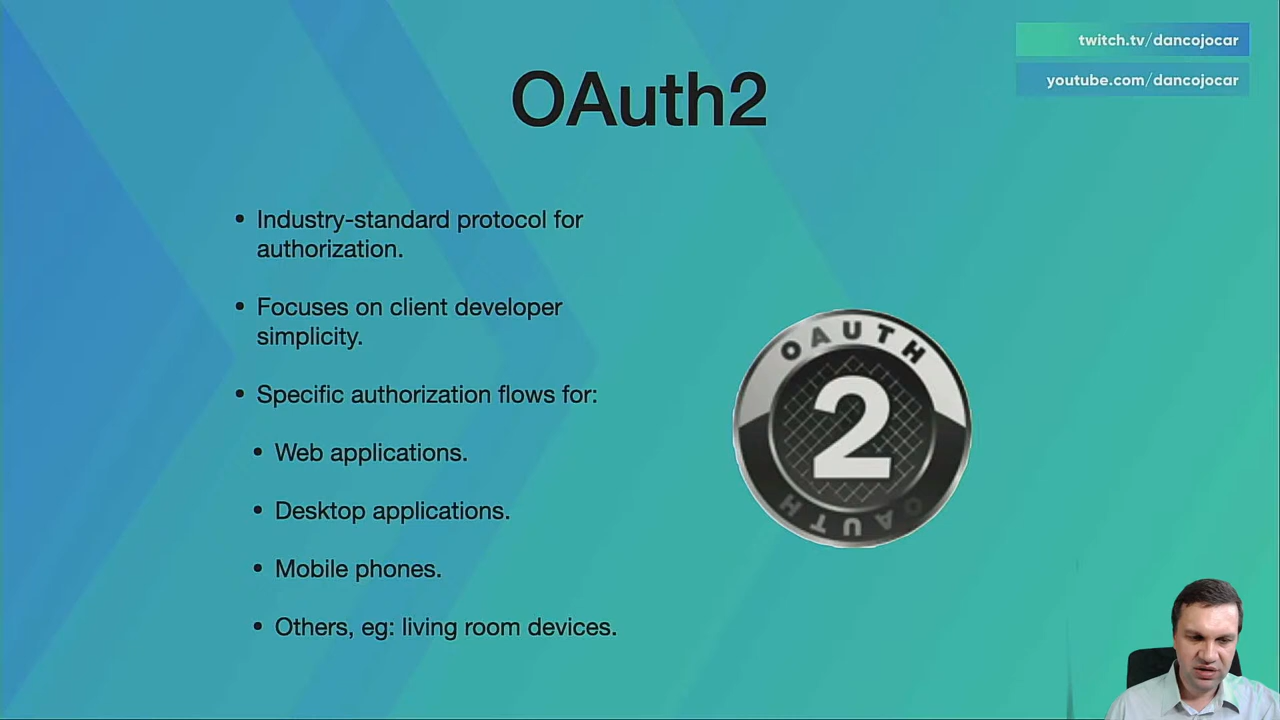 twitch.tv/dancojocar
youtube.com/dancojocar
OAuth2
• Industry-standard protocol for
authorization.
• Focuses on client developer
simplicity.
• Specific authorization flows for:
• Web applications.
• Desktop applications.
• Mobile phones.
• Others, eg: living room devices.
OAUTH
2
OAUTH